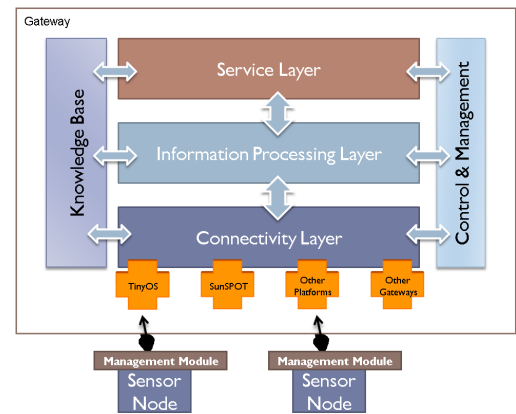 Gateway
Service Layer
Knowledge Base
Information Processing Layer
Control & Management
Connectivity Layer
TinyOS
SunSPOT
Other
Platforms
Other
Gateways
Management Module
Sensor
Node
Management Module
Sensor
Node